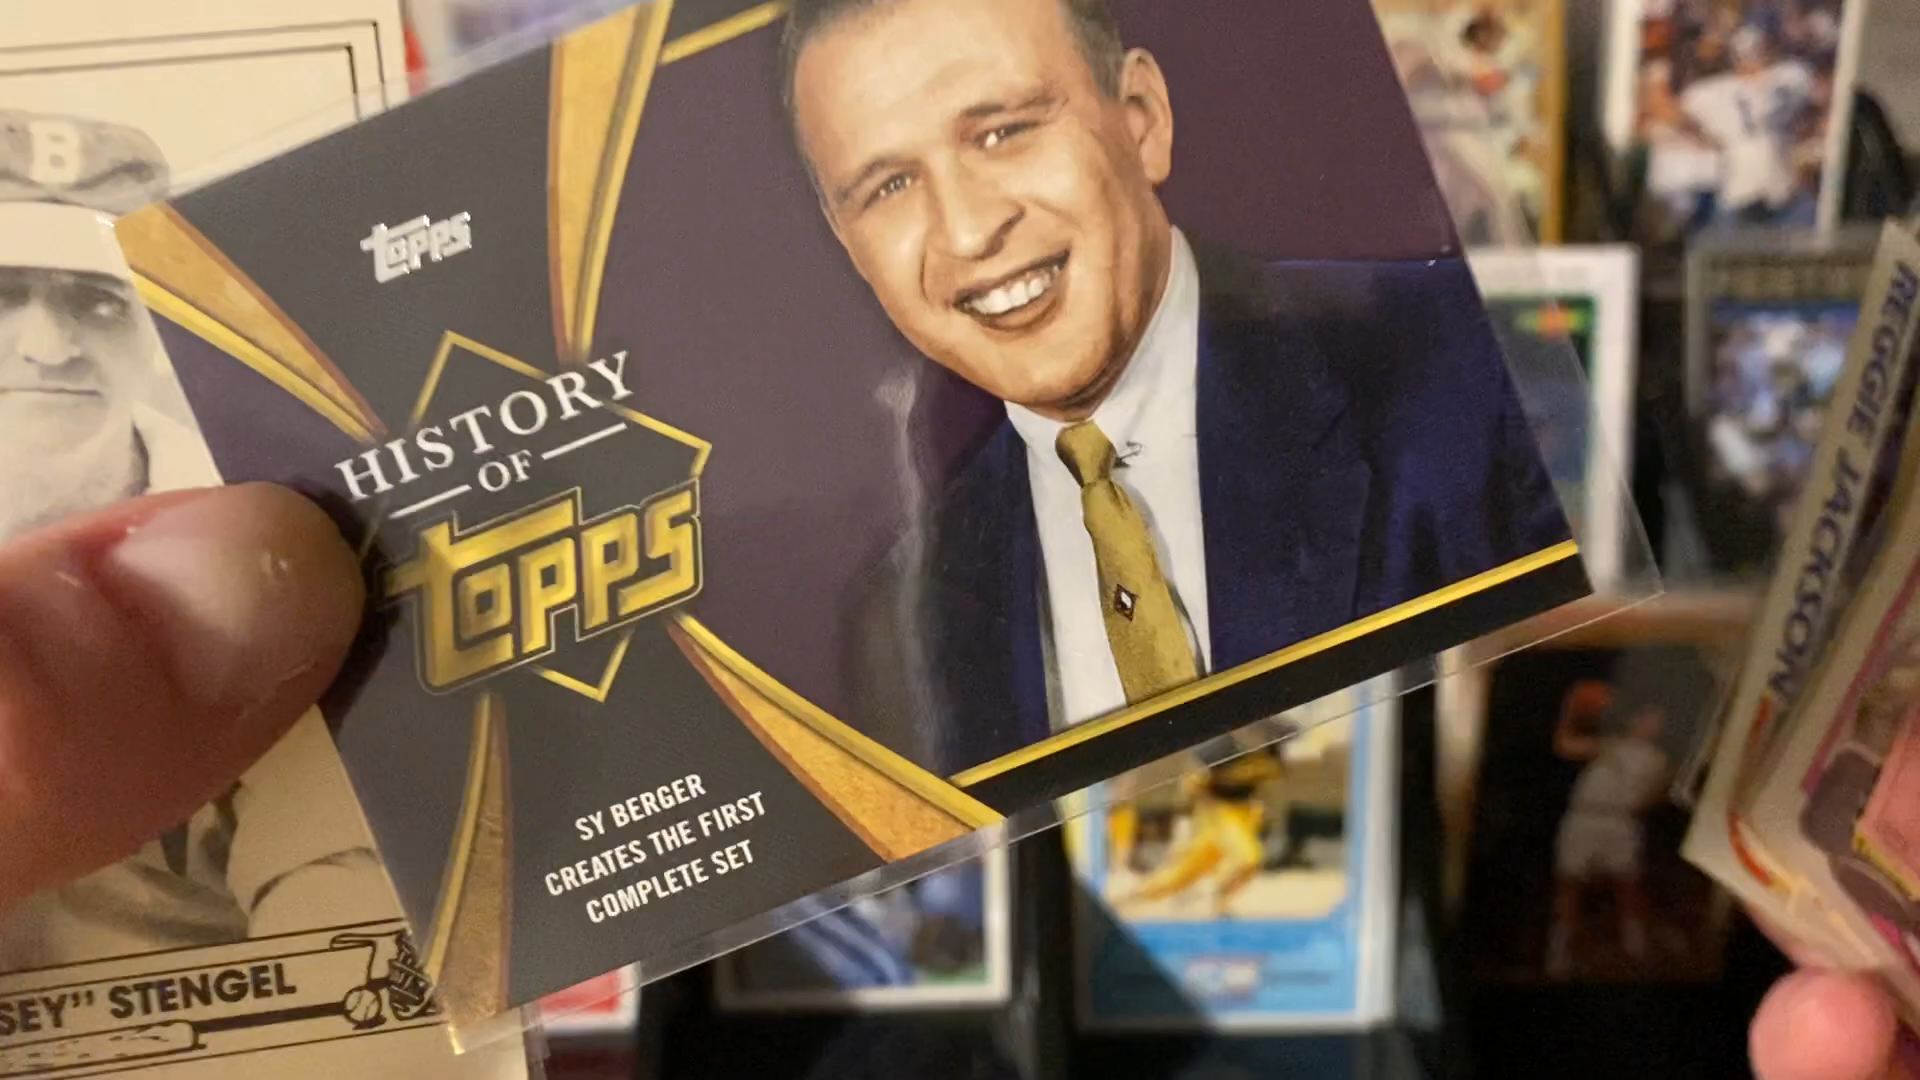 B
topps
HISTORY
OF
topps
SY BERGER
CREATES THE FIRST
COMPLETE SET
SEY" STENGEL
REGGIE JACKSON